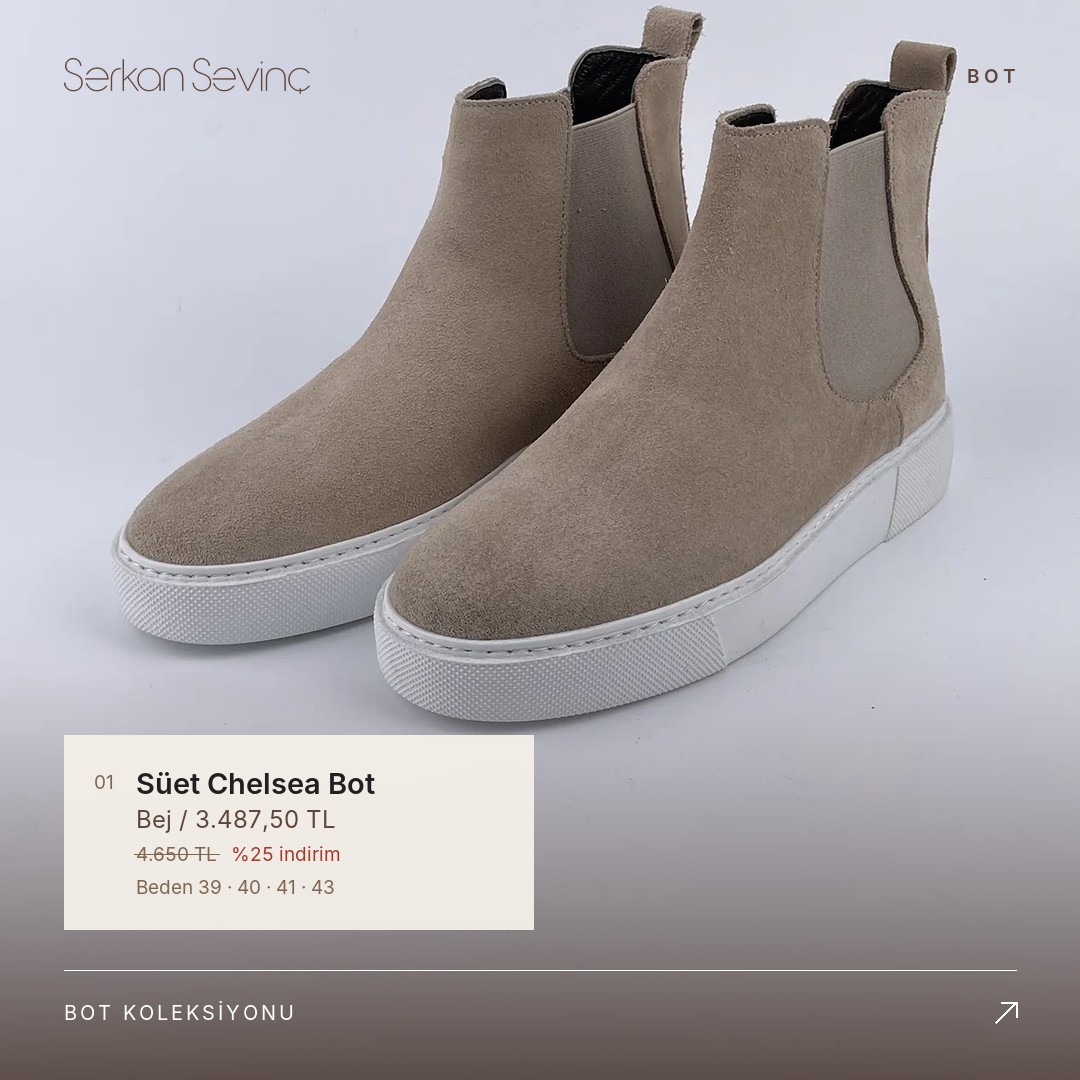 Serkan Sevinç
BOT
01
Süet Chelsea Bot
Bej / 3.487,50 TL
4.650 TL %25 indirim
Beden 39 · 40 · 41 · 43
BOT KOLEKSİYONU